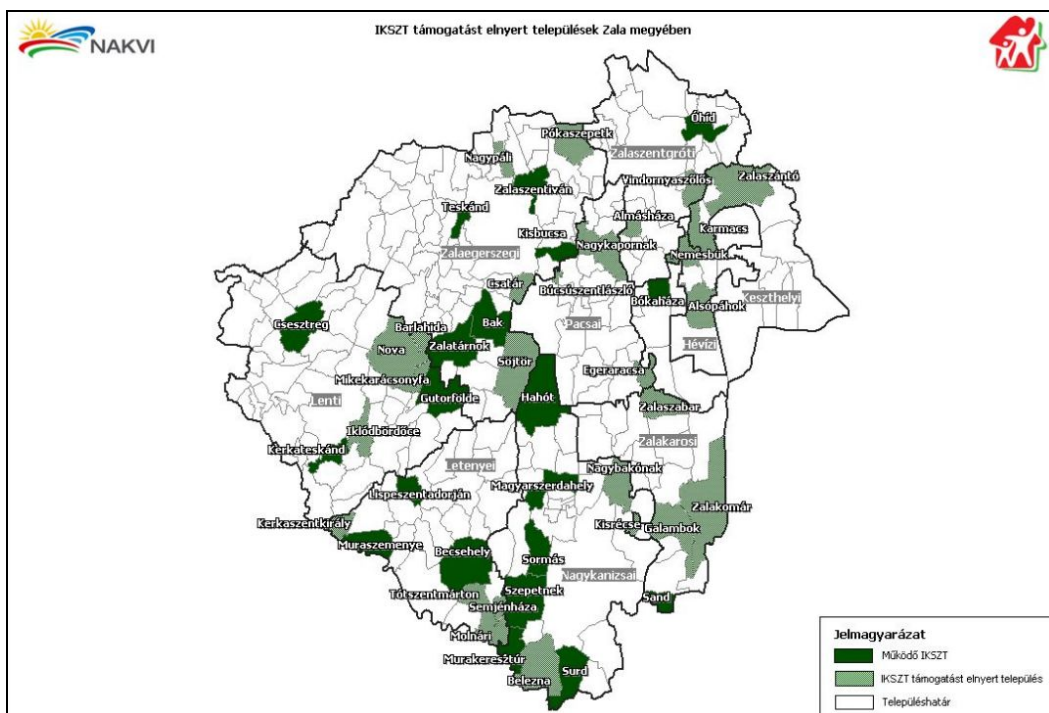 IKSZT támogatást elnyert települések Zala megyében
NAKVI
Óhíd
Pókaszepetk
Zalaszentgróti
Nagypáli
Vindornyaszőlős
Zalaszántó
Zalaszentiván
Teskánd
Almásháza
Kisbucsa
Karmacs
Nagykapornak
Zalaegerszegi
Nemesbük
Csatár
Búcsúszentlászló
Bókaháza
Alsópáhok
Keszthelyi
Csesztreg
Barlahida
Bak
Pacsai
Nova
Zalatárnok
Hévízi
Söjtör
Egeraracsa
Mikekarácsonyfa
Lenti
Gutorfölde
Hahót
Zalaszabar
Iklódbördőce
Zalakarosi
Kerkateskánd
Letenyei
Nagybakónak
Magyarszerdahely
Lispeszentadorján
Zalakomár
Kerkaszentkirály
Kisrécse
Galambok
Muraszemenye
Becsehely
Sormás
Nagykanizsai
Tótszentmárton
Szepetnek
Sand
Semjénháza
Molnári
Murakeresztúr
Surd
Belezna
Jelmagyarázat
Működő IKSZT
IKSZT támogatást elnyert település
Településhatár